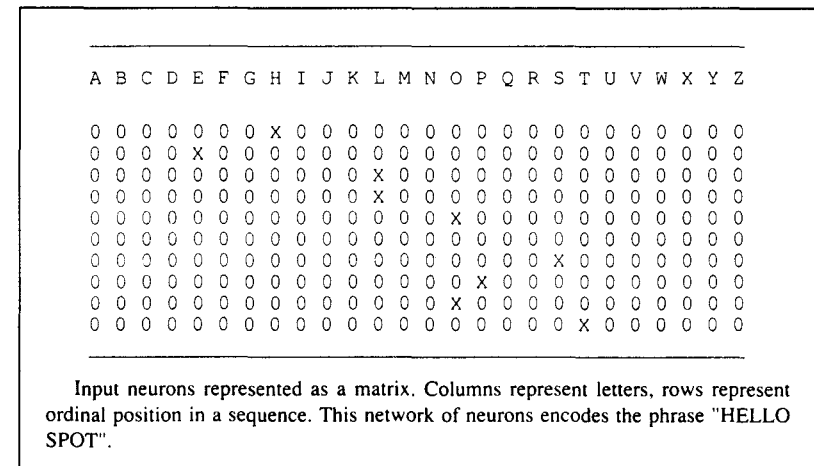 A B C D E F G H I J K L M N O P Q R S T U V W X Y Z
0 0 0 0 0 0 0 X 0 0 0 0 0 0 0 0 0 0 0 0 0 0 0 0 0 0
0 0 0 0 X 0 0 0 0 0 0 0 0 0 0 0 0 0 0 0 0 0 0 0 0 0
0 0 0 0 0 0 0 0 0 0 0 X 0 0 0 0 0 0 0 0 0 0 0 0 0 0
0 0 0 0 0 0 0 0 0 0 0 X 0 0 0 0 0 0 0 0 0 0 0 0 0 0
0 0 0 0 0 0 0 0 0 0 0 0 0 0 X 0 0 0 0 0 0 0 0 0 0 0
0 0 0 0 0 0 0 0 0 0 0 0 0 0 0 0 0 0 0 0 0 0 0 0 0 0
0 0 0 0 0 0 0 0 0 0 0 0 0 0 0 0 0 0 X 0 0 0 0 0 0 0
0 0 0 0 0 0 0 0 0 0 0 0 0 0 0 X 0 0 0 0 0 0 0 0 0 0
0 0 0 0 0 0 0 0 0 0 0 0 0 0 X 0 0 0 0 0 0 0 0 0 0 0
0 0 0 0 0 0 0 0 0 0 0 0 0 0 0 0 0 0 0 X 0 0 0 0 0 0
Input neurons represented as a matrix. Columns represent letters, rows represent
ordinal position in a sequence. This network of neurons encodes the phrase "HELLO
SPOT".